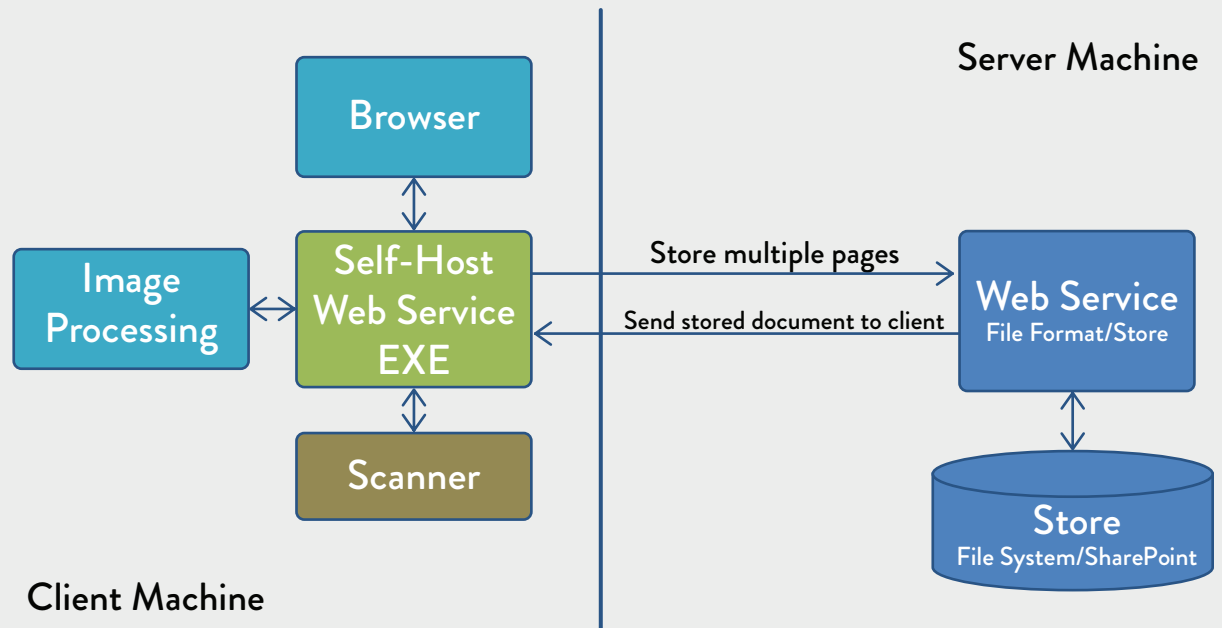 Server Machine
Browser
Self-Host
Web Service
EXE
Image
Processing
Scanner
Client Machine
Store multiple pages
Send stored document to client
Web Service
File Format/Store
Store
File System/SharePoint